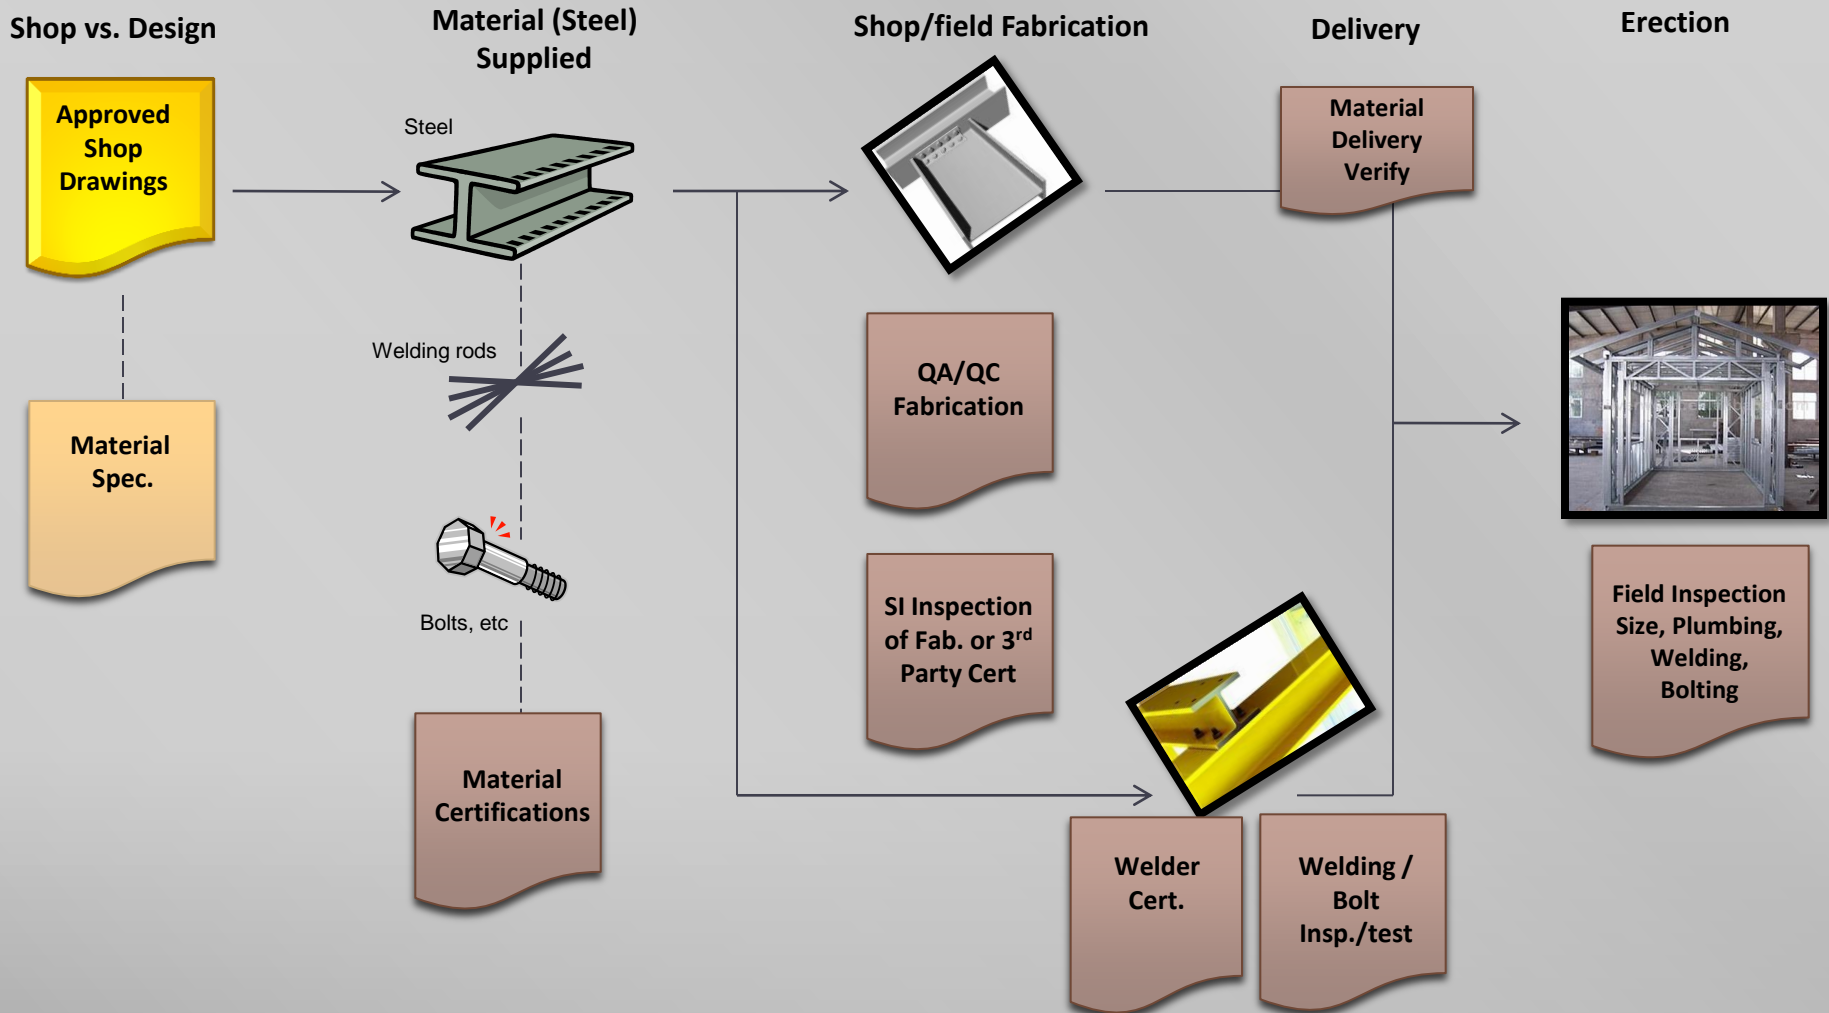 Shop vs. Design
Material (Steel)
Supplied
Shop/field Fabrication
Delivery
Erection
Approved
Shop
Drawings
Material
Spec.
Steel
Welding rods
Bolts, etc
Material
Certifications
QA/QC
Fabrication
SI Inspection
of Fab. or 3rd
Party Cert
Welder
Cert.
Welding /
Bolt
Insp./test
Material
Delivery
Verify
Field Inspection
Size, Plumbing,
Welding,
Bolting